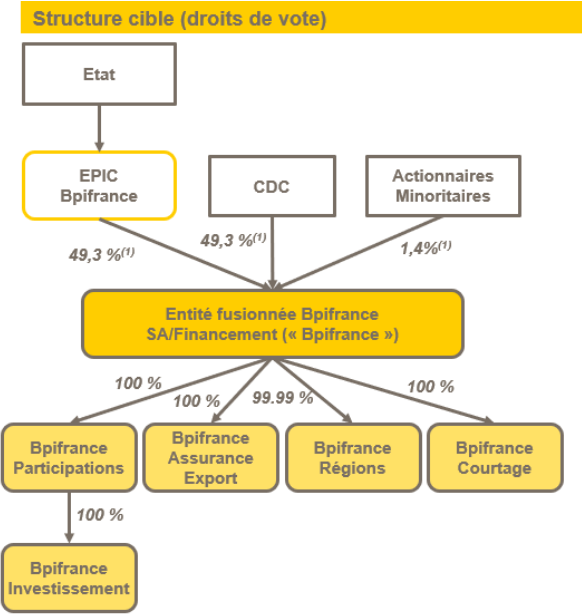 Structure cible (droits de vote)
Etat
EPIC
Bpifrance
CDC
Actionnaires
Minoritaires
49,3 %(1)
49,3 %(1)
1,4%(1)
Entité fusionnée Bpifrance
SA/Financement (« Bpifrance »)
100 %
100 %
99.99 %
100 %
Bpifrance
Participations
Bpifrance
Assurance
Export
Bpifrance
Régions
Bpifrance
Courtage
100 %
Bpifrance
Investissement